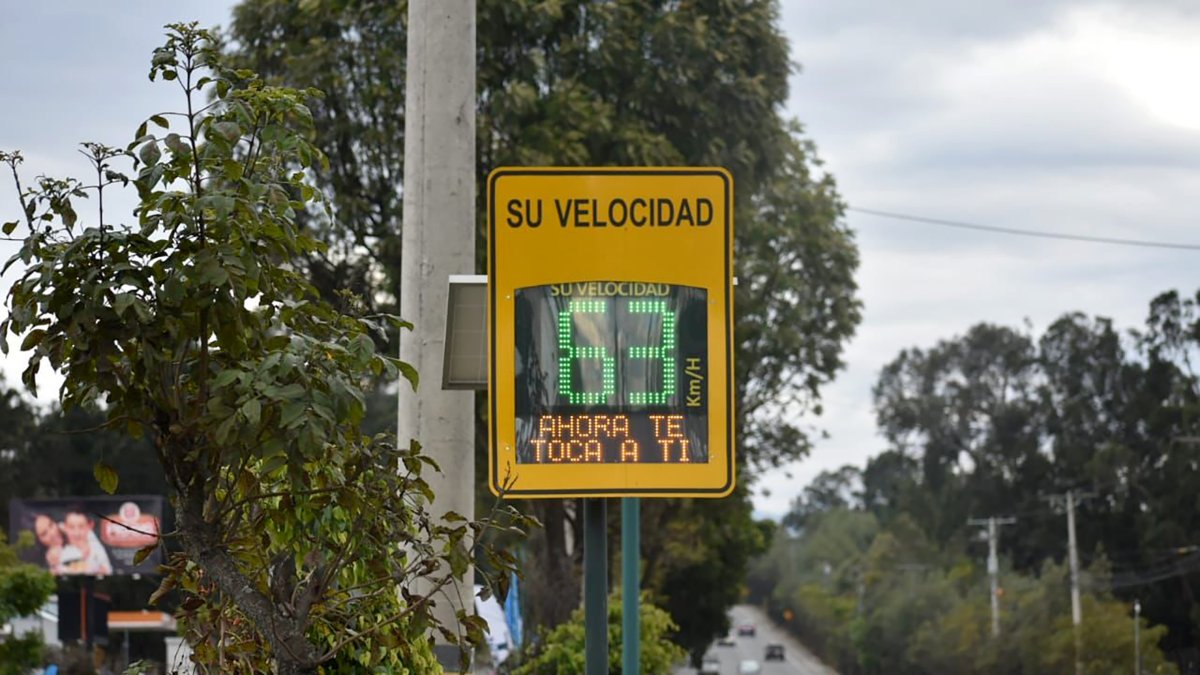 SU VELOCIDAD
SU VELOCIDAD
63
Km/H
AHORA TE
TOCA A TI